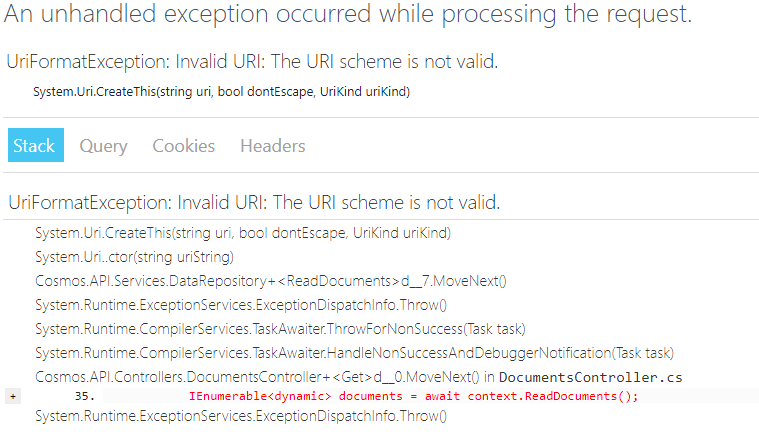 An unhandled exception occurred while processing the request.
UriFormatException: Invalid URI: The URI scheme is not valid.
System.Uri.CreateThis(string uri, bool dontEscape, UriKind uriKind)
Stack Query Cookies Headers
UriFormatException: Invalid URI: The URI scheme is not valid.
System.Uri.CreateThis(string uri, bool dontEscape, UriKind uriKind)
System.Uri..ctor(string uriString)
Cosmos.API.Services.DataRepository+<ReadDocuments>d__7.MoveNext()
System.Runtime.ExceptionServices.ExceptionDispatchInfo.Throw()
System.Runtime.CompilerServices.TaskAwaiter.ThrowForNonSuccess(Task task)
System.Runtime.CompilerServices.TaskAwaiter.HandleNonSuccessAndDebuggerNotification(Task task)
Cosmos.API.Controllers.DocumentsController+<Get>d__0.MoveNext() in DocumentsController.cs
+ 35. IEnumerable<dynamic> documents = await context.ReadDocuments();
System.Runtime.ExceptionServices.ExceptionDispatchInfo.Throw()